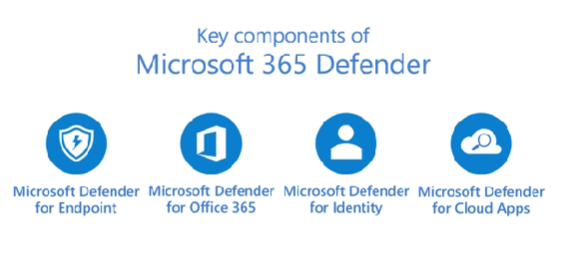 Key components of
Microsoft 365 Defender
Microsoft Defender
for Endpoint
Microsoft Defender
for Office 365
Microsoft Defender
for Identity
Microsoft Defender
for Cloud Apps